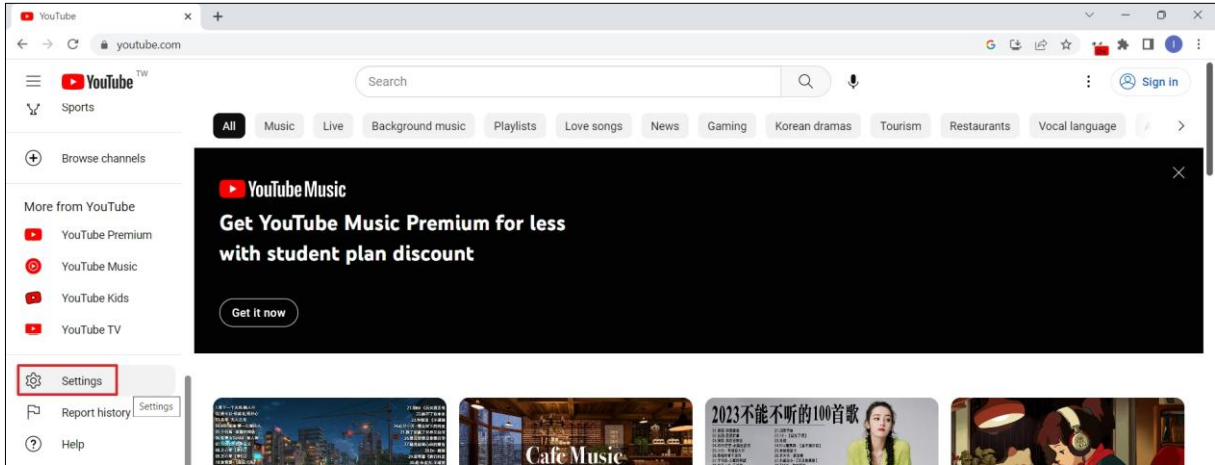 YouTube
youtube.com
YouTube TW
Search
Sign in
Sports
All Music Live Background music Playlists Love songs News Gaming Korean dramas Tourism Restaurants Vocal language
Browse channels
YouTube Music
Get YouTube Music Premium for less
with student plan discount
Get it now
More from YouTube
YouTube Premium
YouTube Music
YouTube Kids
YouTube TV
Settings
Report history
Settings
Help
Cafe Music
2023不能不听的100首歌